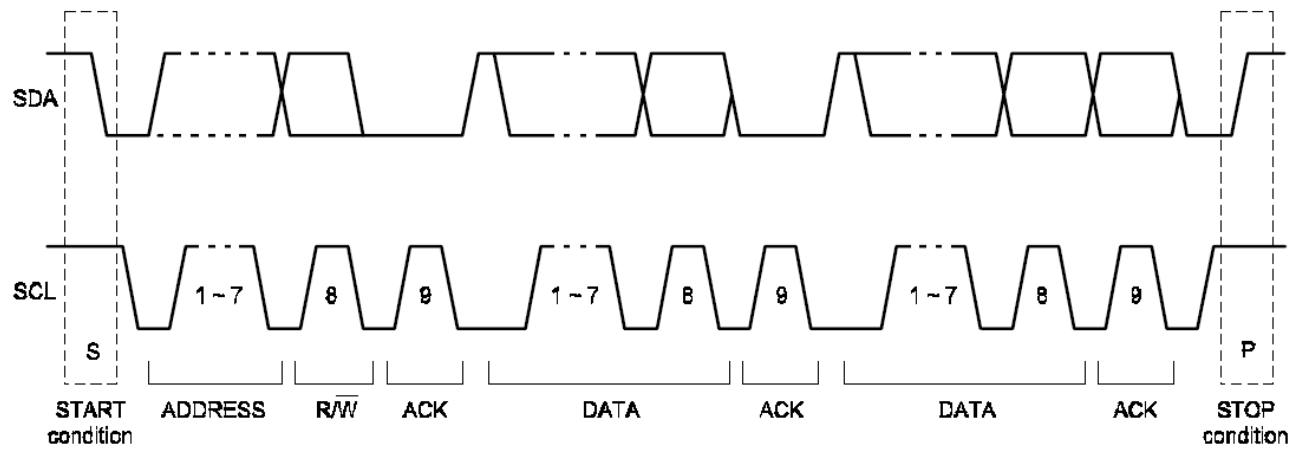 SDA
SCL
1 ~ 7 8 9 1 ~ 7 8 9 1 ~ 7 8 9
S P
START ADDRESS R/W̅ ACK DATA ACK DATA ACK STOP
condition condition